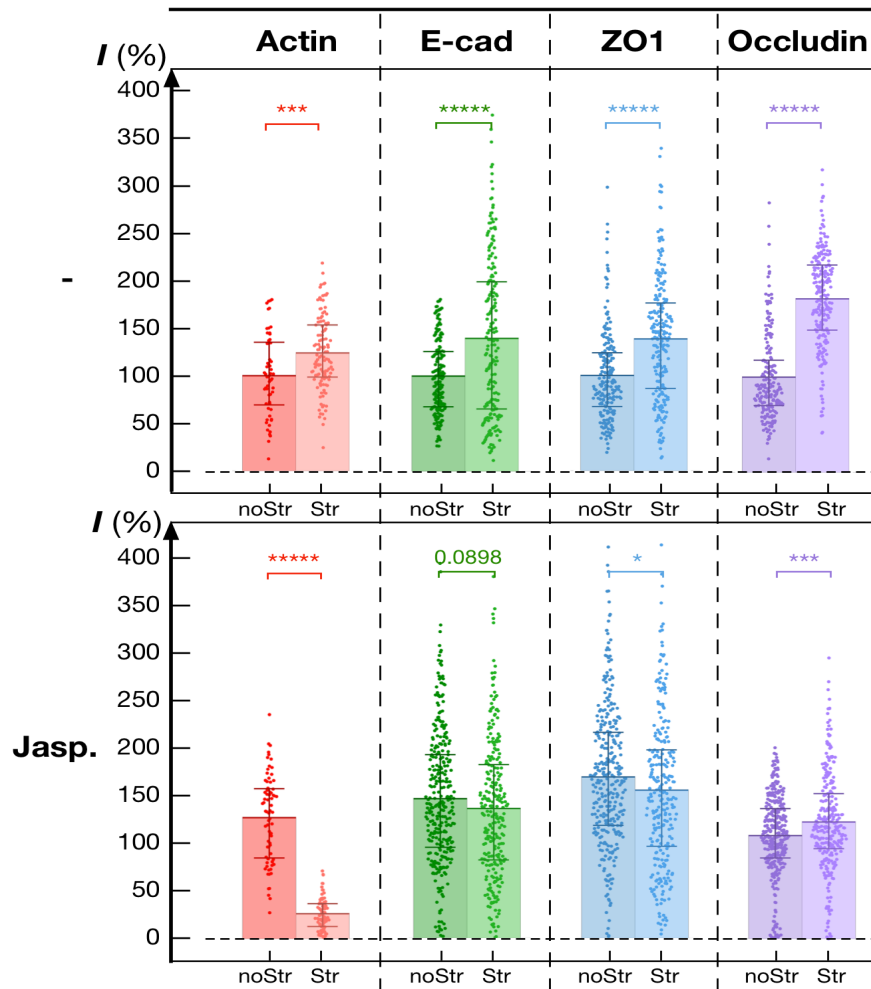 Actin E-cad ZO1 Occludin
I (%)
400
*** ***** ***** *****
350
300
250
200
-
150
100
50
0
noStr Str noStr Str noStr Str noStr Str
I (%)
400
***** 0.0898 * ***
350
300
250
200
Jasp.
150
100
50
0
noStr Str noStr Str noStr Str noStr Str